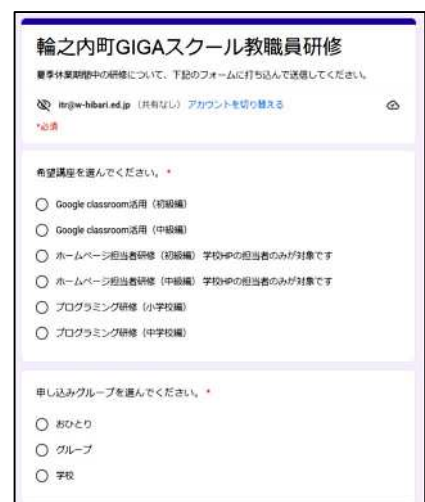 輪之内町GIGAスクール教職員研修
夏季休業期間中の研修について、下記のフォームに打ち込んで送信してください。
itr@w-hibari.ed.jp （共有なし） アカウントを切り替える
*必須
希望講座を選んでください。 *
Google classroom活用（初級編）
Google classroom活用（中級編）
ホームページ担当者研修（初級編） 学校HPの担当者のみが対象です
ホームページ担当者研修（中級編） 学校HPの担当者のみが対象です
プログラミング研修（小学校編）
プログラミング研修（中学校編）
申し込みグループを選んでください。 *
おひとり
グループ
学校